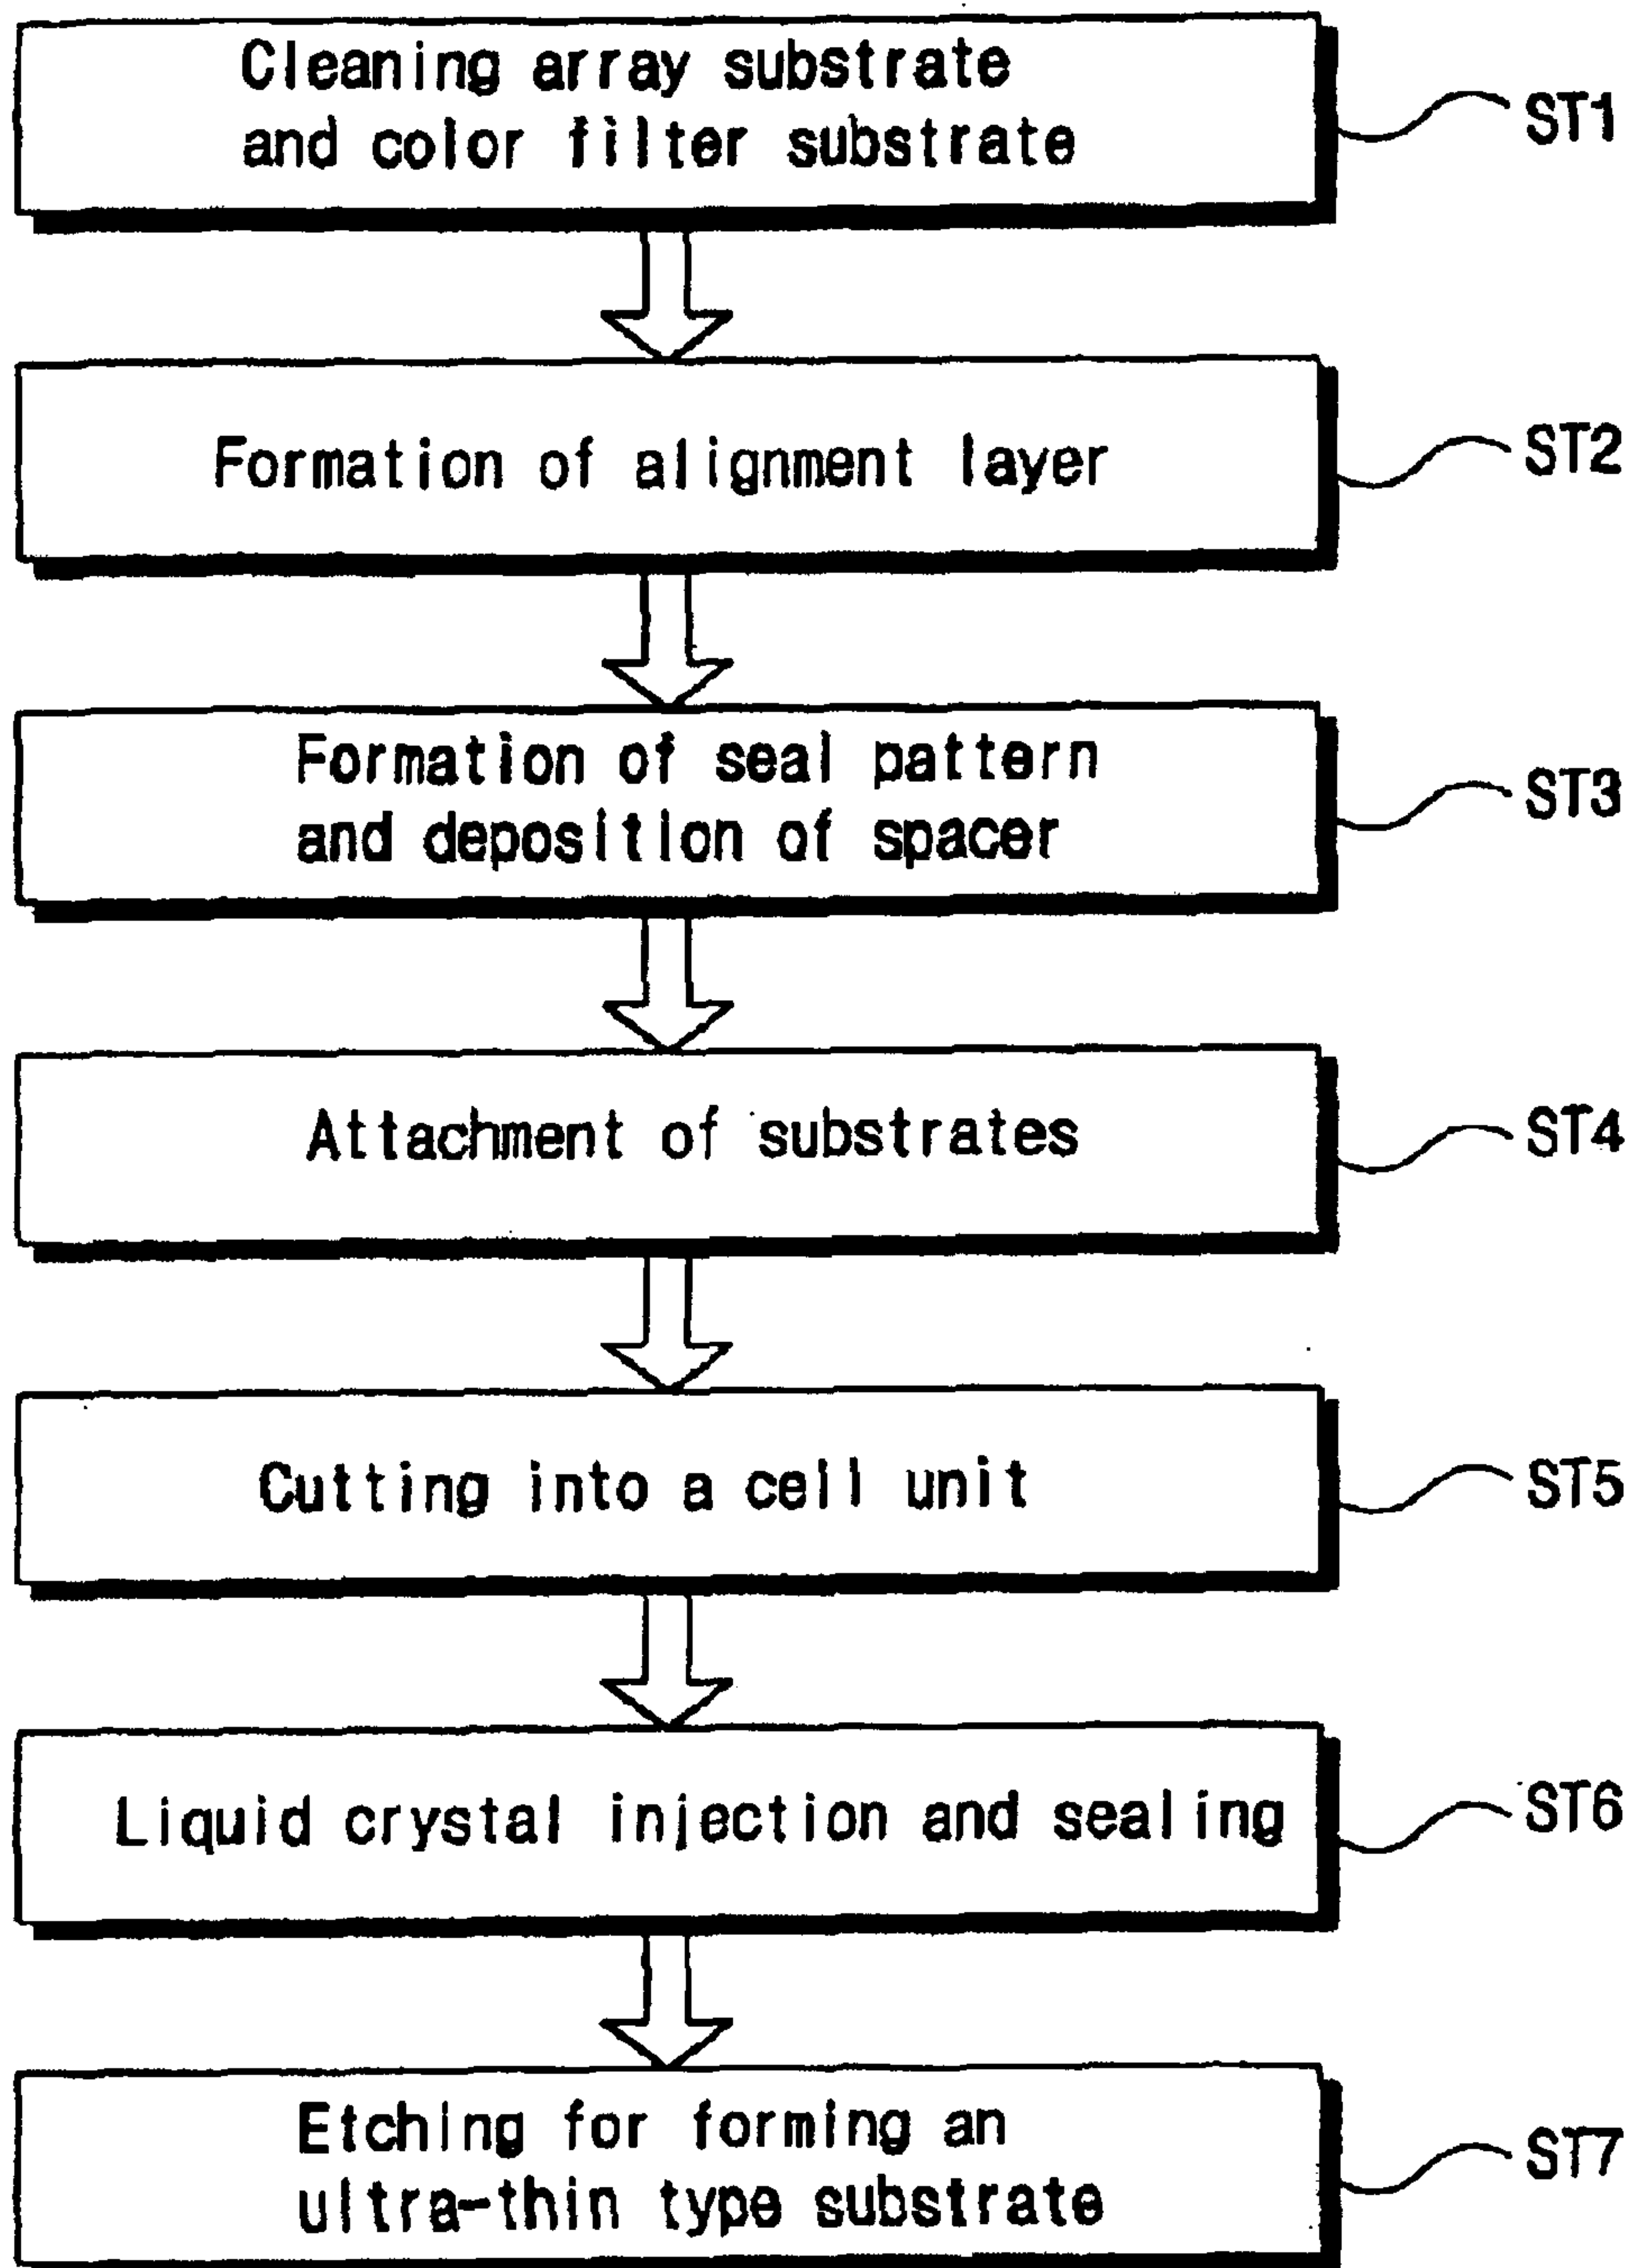 Cleaning array substrate
and color filter substrate
ST1
Formation of alignment layer
ST2
Formation of seal pattern
and deposition of spacer
ST3
Attachment of substrates
ST4
Cutting into a cell unit
ST5
Liquid crystal injection and sealing
ST6
Etching for forming an
ultra-thin type substrate
ST7